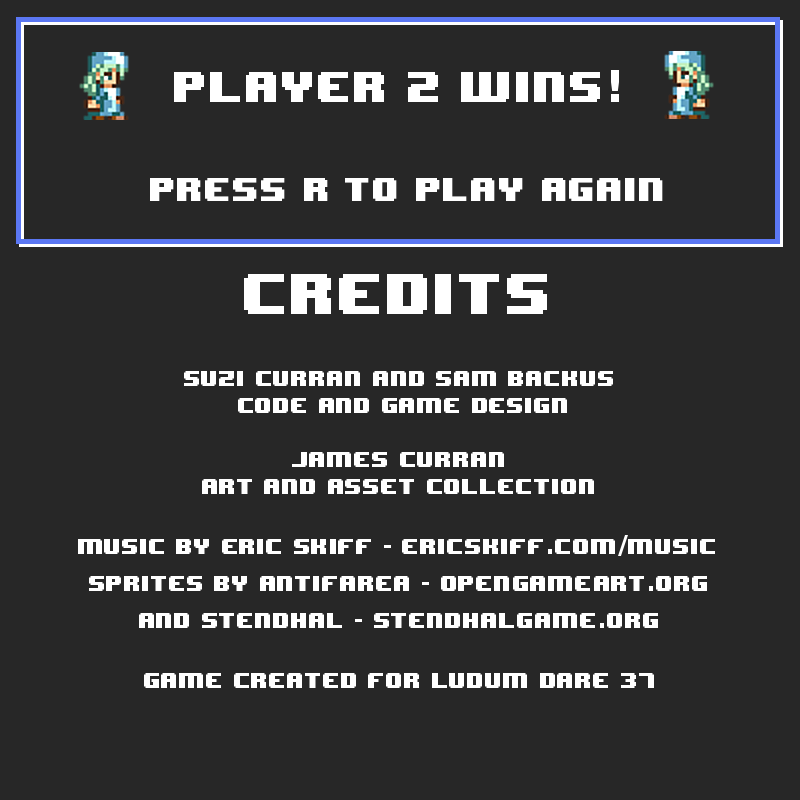 PLAYER 2 WINS!
PRESS R TO PLAY AGAIN
CREDITS
SUZI CURRAN AND SAM BACKUS
CODE AND GAME DESIGN
JAMES CURRAN
ART AND ASSET COLLECTION
MUSIC BY ERIC SKIFF - ERICSKIFF.COM/MUSIC
SPRITES BY ANTIFAREA - OPENGAMEART.ORG
AND STENDHAL - STENDHALGAME.ORG
GAME CREATED FOR LUDUM DARE 37